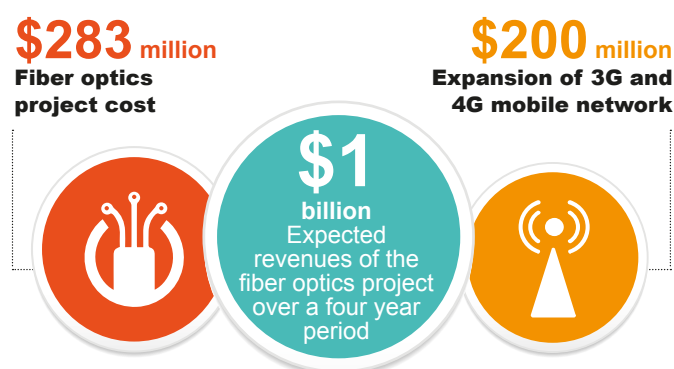 $283 million
Fiber optics
project cost
$200 million
Expansion of 3G and
4G mobile network
$1
billion
Expected
revenues of the
fiber optics project
over a four year
period